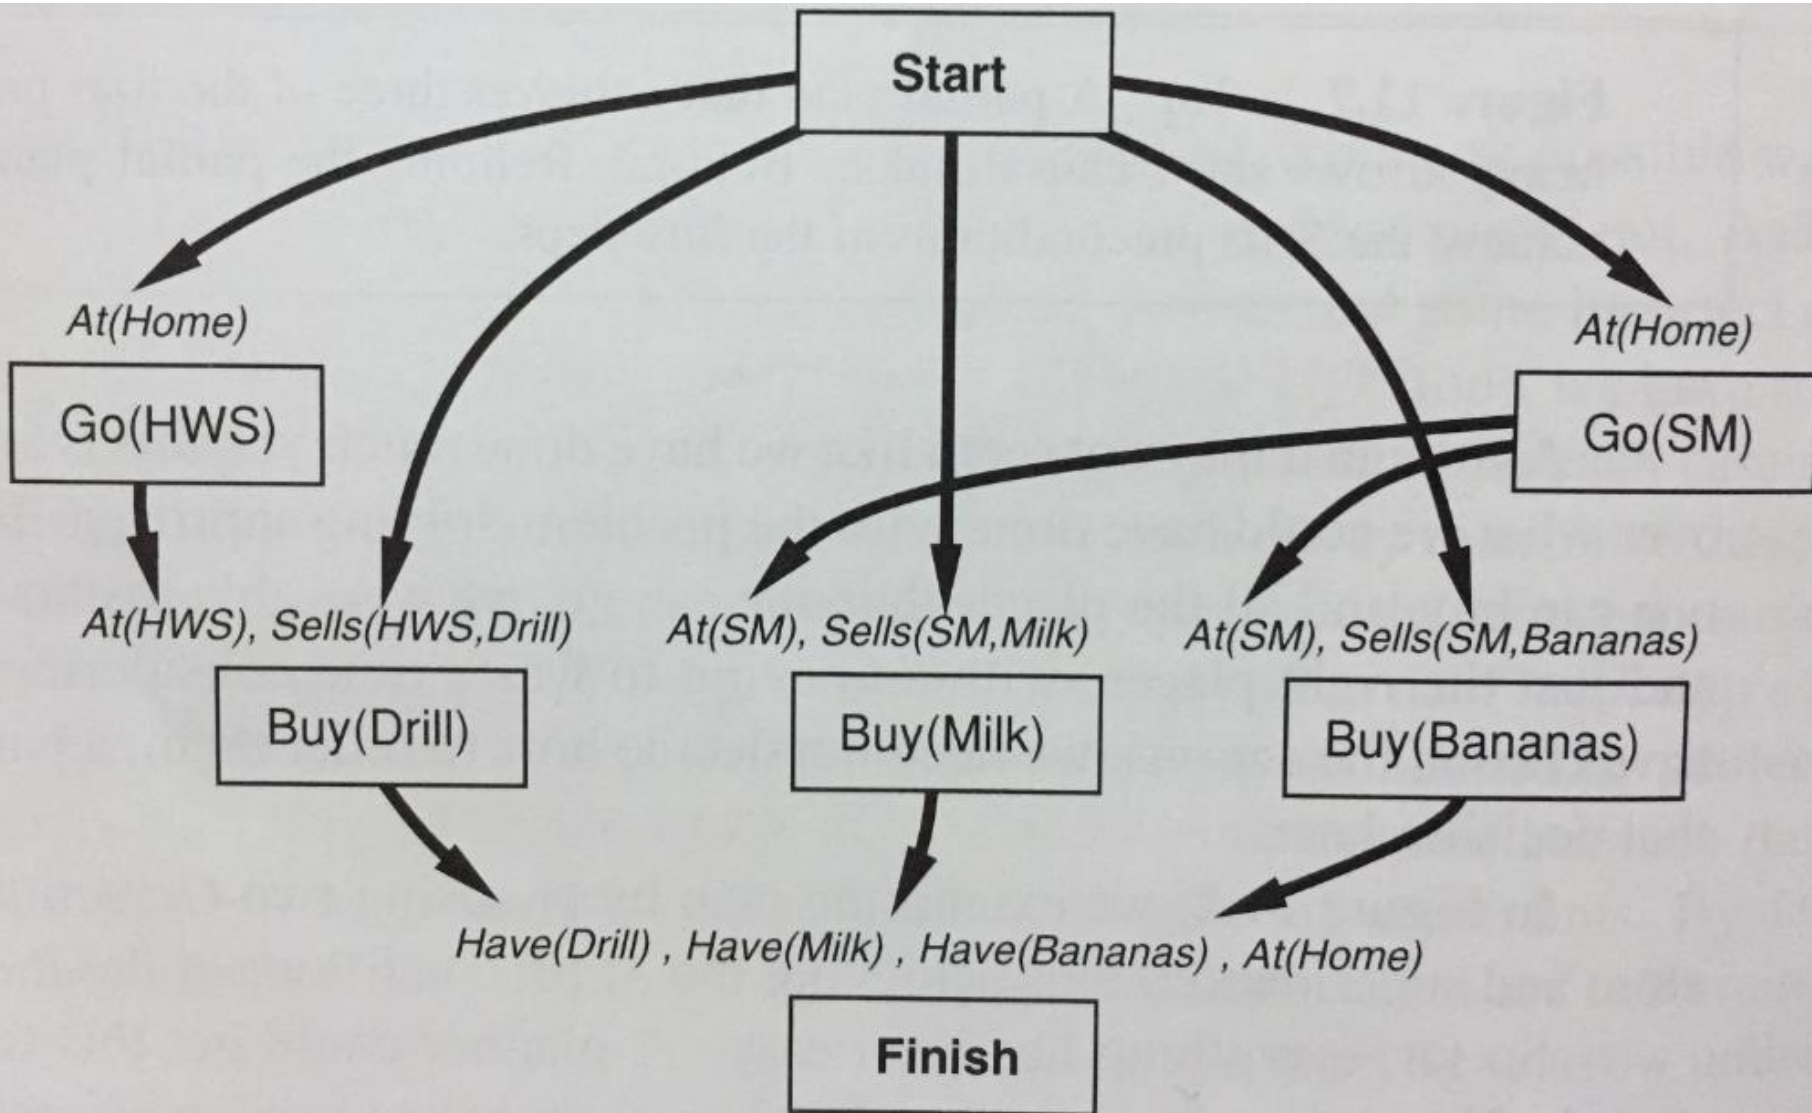 Start
At(Home)
At(Home)
Go(HWS)
Go(SM)
At(HWS), Sells(HWS,Drill)
At(SM), Sells(SM,Milk)
At(SM), Sells(SM,Bananas)
Buy(Drill)
Buy(Milk)
Buy(Bananas)
Have(Drill) , Have(Milk) , Have(Bananas) , At(Home)
Finish